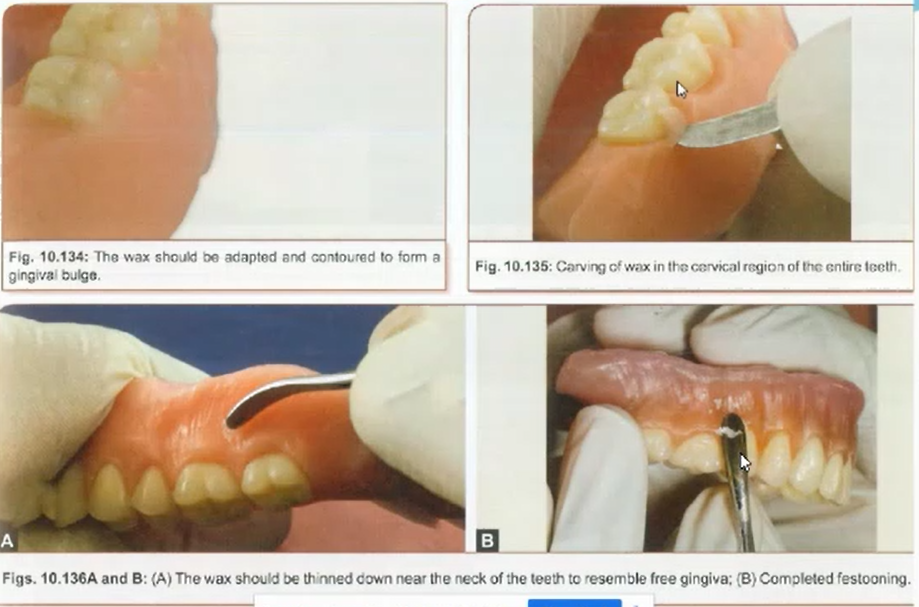 Fig. 10.134: The wax should be adapted and contoured to form a
gingival bulge.
Fig. 10.135: Carving of wax in the cervical region of the entire teeth.
A
B
Figs. 10.136A and B: (A) The wax should be thinned down near the neck of the teeth to resemble free gingiva; (B) Completed festooning.